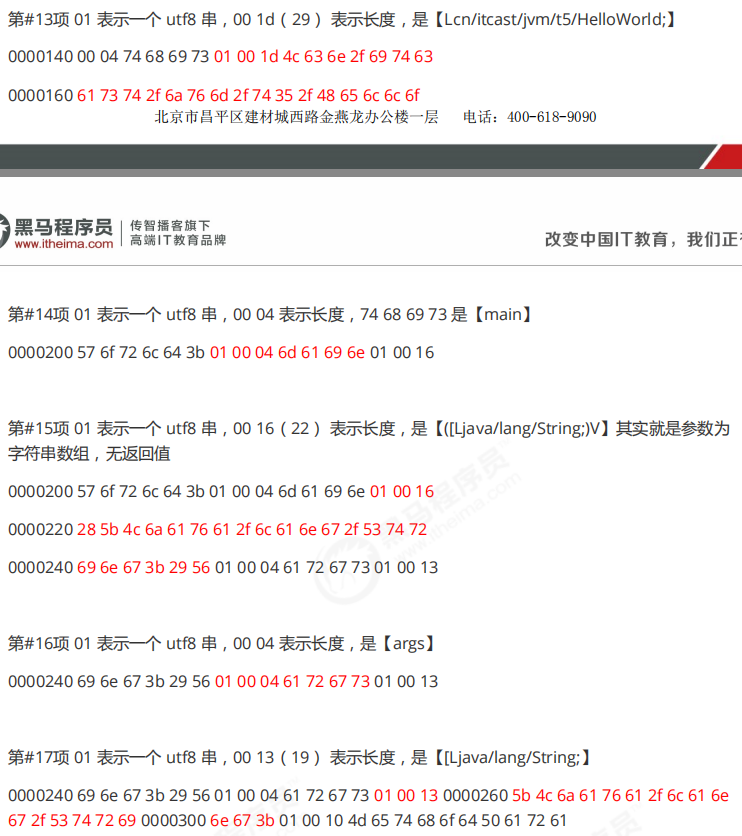 第#13项 01 表示一个 utf8 串，00 1d（29） 表示长度，是【Lcn/itcast/jvm/t5/HelloWorld;】
0000140 00 04 74 68 69 73 01 00 1d 4c 63 6e 2f 69 74 63
0000160 61 73 74 2f 6a 76 6d 2f 74 35 2f 48 65 6c 6c 6f
北京市昌平区建材城西路金燕龙办公楼一层 电话：400-618-9090
黑马程序员
www.itheima.com
传智播客旗下
高端IT教育品牌
改变中国IT教育，我们正
第#14项 01 表示一个 utf8 串，00 04 表示长度，74 68 69 73 是【main】
0000200 57 6f 72 6c 64 3b 01 00 04 6d 61 69 6e 01 00 16
第#15项 01 表示一个 utf8 串，00 16（22） 表示长度，是【([Ljava/lang/String;)V】其实就是参数为
字符串数组，无返回值
0000200 57 6f 72 6c 64 3b 01 00 04 6d 61 69 6e 01 00 16
0000220 28 5b 4c 6a 61 76 61 2f 6c 61 6e 67 2f 53 74 72
0000240 69 6e 67 3b 29 56 01 00 04 61 72 67 73 01 00 13
第#16项 01 表示一个 utf8 串，00 04 表示长度，是【args】
0000240 69 6e 67 3b 29 56 01 00 04 61 72 67 73 01 00 13
第#17项 01 表示一个 utf8 串，00 13（19） 表示长度，是【[Ljava/lang/String;】
0000240 69 6e 67 3b 29 56 01 00 04 61 72 67 73 01 00 13 0000260 5b 4c 6a 61 76 61 2f 6c 61 6e
67 2f 53 74 72 69 0000300 6e 67 3b 01 00 10 4d 65 74 68 6f 64 50 61 72 61